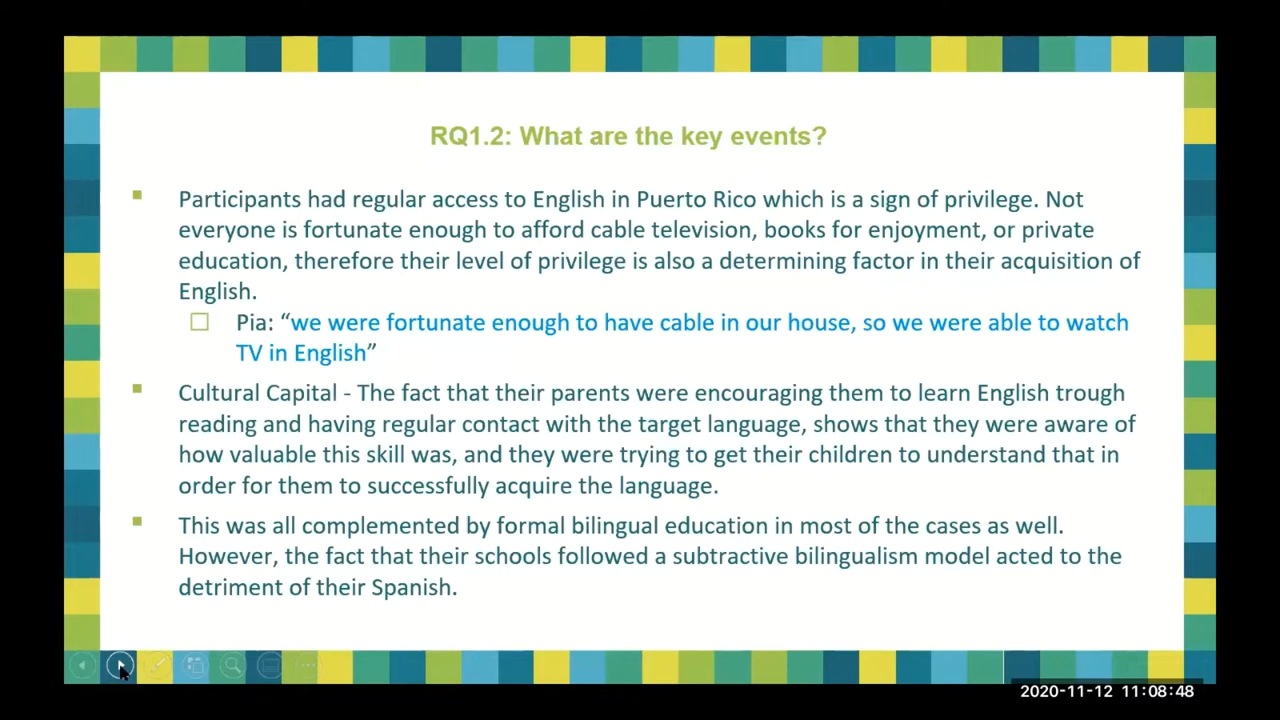 RQ1.2: What are the key events?
Participants had regular access to English in Puerto Rico which is a sign of privilege. Not
everyone is fortunate enough to afford cable television, books for enjoyment, or private
education, therefore their level of privilege is also a determining factor in their acquisition of
English.
Pia: “we were fortunate enough to have cable in our house, so we were able to watch
TV in English”
Cultural Capital - The fact that their parents were encouraging them to learn English trough
reading and having regular contact with the target language, shows that they were aware of
how valuable this skill was, and they were trying to get their children to understand that in
order for them to successfully acquire the language.
This was all complemented by formal bilingual education in most of the cases as well.
However, the fact that their schools followed a subtractive bilingualism model acted to the
detriment of their Spanish.
2020-11-12 11:08:48